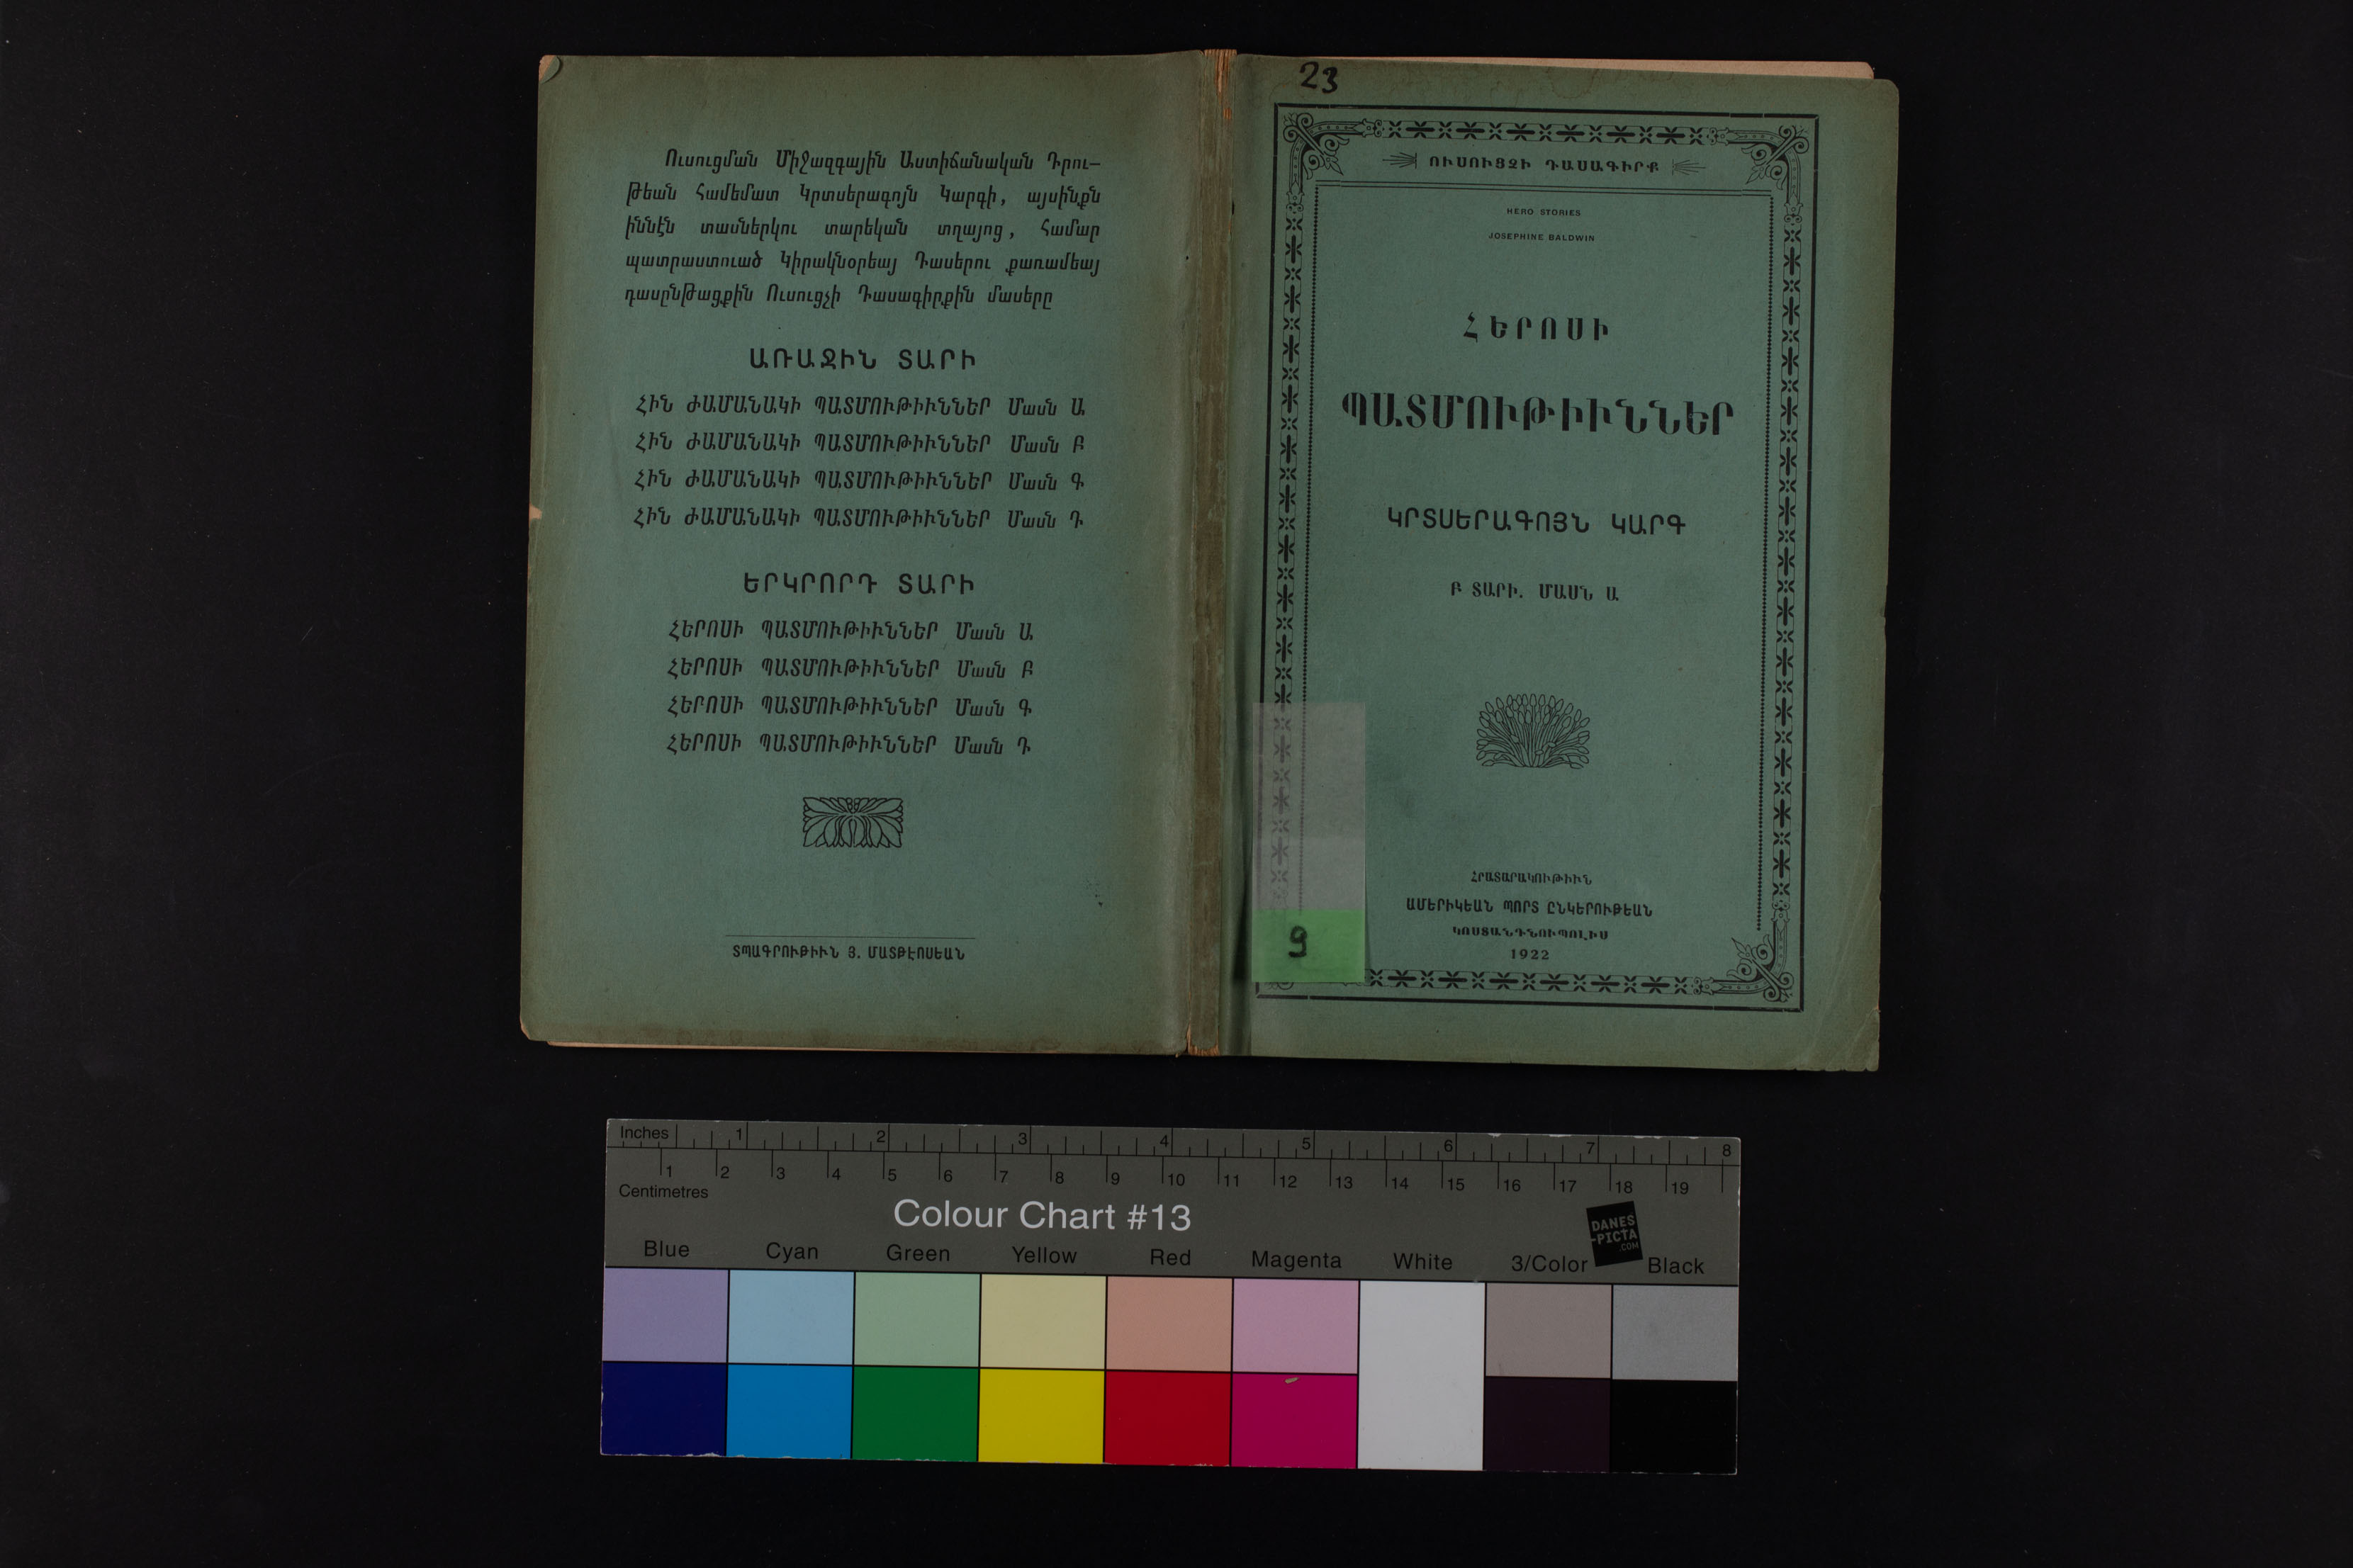 Ուսուցման Միջազգային Աստիճանական Դրու—
թեան Համեմատ Կրտսերագոյն Կարգի, այսինքն
իննէն տասներկու տարեկան տղայոց, Համար
պատրաստուած Կիրակնօրեայ Դասերու քառամեայ
դասընթացքին Ուսուցչի Դասագիրքին մասերը
ԱՌԱՋԻՆ ՏԱՐԻ
ՀԻՆ ԺԱՄԱՆԱԿԻ ՊԱՏՄՈՒԹԻՒՆՆԵՐ Մասն Ա
ՀԻՆ ԺԱՄԱՆԱԿԻ ՊԱՏՄՈՒԹԻՒՆՆԵՐ Մասն Բ
ՀԻՆ ԺԱՄԱՆԱԿԻ ՊԱՏՄՈՒԹԻՒՆՆԵՐ Մասն Գ
ՀԻՆ ԺԱՄԱՆԱԿԻ ՊԱՏՄՈՒԹԻՒՆՆԵՐ Մասն Դ
ԵՐԿՐՈՐԴ ՏԱՐԻ
ՀԵՐՈՍԻ ՊԱՏՄՈՒԹԻՒՆՆԵՐ Մասն Ա
ՀԵՐՈՍԻ ՊԱՏՄՈՒԹԻՒՆՆԵՐ Մասն Բ
ՀԵՐՈՍԻ ՊԱՏՄՈՒԹԻՒՆՆԵՐ Մասն Գ
ՀԵՐՈՍԻ ՊԱՏՄՈՒԹԻՒՆՆԵՐ Մասն Դ
ՏՊԱԳՐՈՒԹԻՒՆ Յ. ՄԱՏԹԷՈՍԵԱՆ
23
ՈՒՍՈՒՑՉԻ ԴԱՍԱԳԻՐՔ
HERO STORIES
JOSEPHINE BALDWIN
ՀԵՐՈՍԻ
ՊԱՏՄՈՒԹԻՒՆՆԵՐ
ԿՐՏՍԵՐԱԳՈՅՆ ԿԱՐԳ
Բ ՏԱՐԻ. ՄԱՍՆ Ա
ՀՐԱՏԱՐԱԿՈՒԹԻՒՆ
ԱՄԵՐԻԿԵԱՆ ՊՈՐՏ ԸՆԿԵՐՈՒԹԵԱՆ
ԿՈՍՏԱՆԴՆՈՒՊՈԼԻՍ
1922
9
Inches 1 2 3 4 5 6 7 8
1 2 3 4 5 6 7 8 9 10 11 12 13 14 15 16 17 18 19
Centimetres
Colour Chart #13
DANES
-PICTA
.COM
Blue Cyan Green Yellow Red Magenta White 3/Color Black